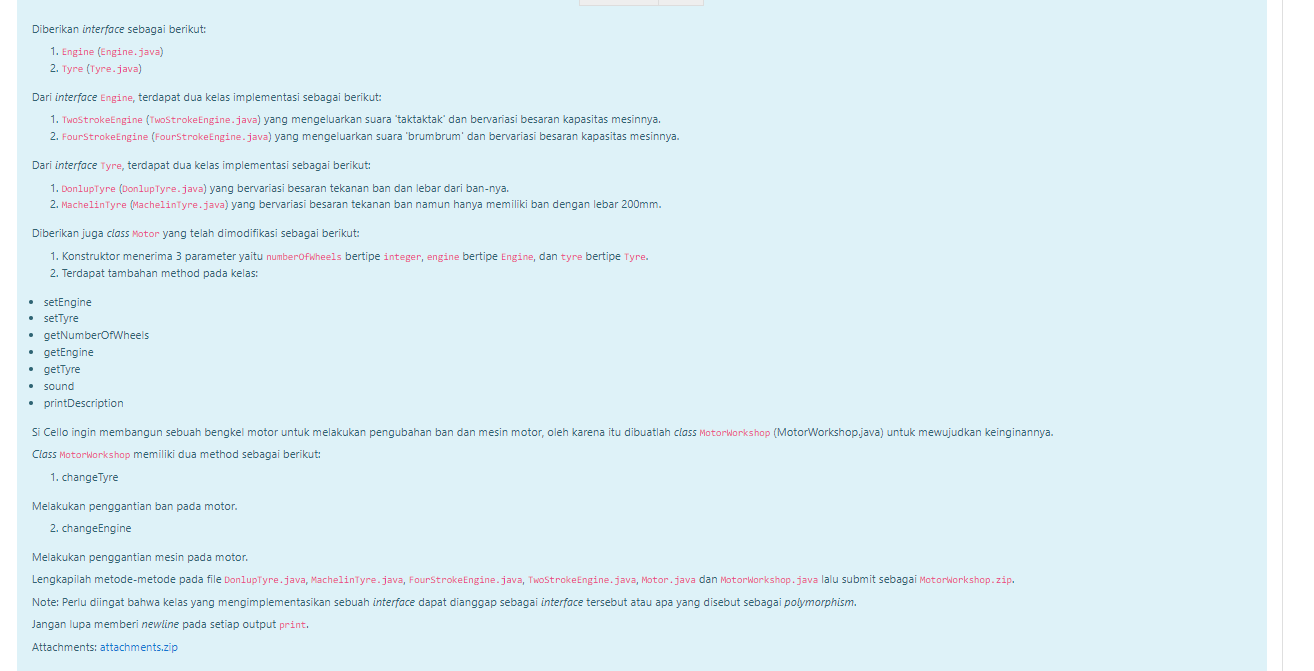 Diberikan interface sebagai berikut:
1. Engine (Engine.java)
2. Tyre (Tyre.java)
Dari interface Engine, terdapat dua kelas implementasi sebagai berikut:
1. TwoStrokeEngine (TwoStrokeEngine.java) yang mengeluarkan suara 'taktaktak' dan bervariasi besaran kapasitas mesinnya.
2. FourStrokeEngine (FourStrokeEngine.java) yang mengeluarkan suara 'brumbrum' dan bervariasi besaran kapasitas mesinnya.
Dari interface Tyre, terdapat dua kelas implementasi sebagai berikut:
1. DonlupTyre (DonlupTyre.java) yang bervariasi besaran tekanan ban dan lebar dari ban-nya.
2. MachelinTyre (MachelinTyre.java) yang bervariasi besaran tekanan ban namun hanya memiliki ban dengan lebar 200mm.
Diberikan juga class Motor yang telah dimodifikasi sebagai berikut:
1. Konstruktor menerima 3 parameter yaitu numberOfWheels bertipe integer, engine bertipe Engine, dan tyre bertipe Tyre.
2. Terdapat tambahan method pada kelas:
• setEngine
• setTyre
• getNumberOfWheels
• getEngine
• getTyre
• sound
• printDescription
Si Cello ingin membangun sebuah bengkel motor untuk melakukan pengubahan ban dan mesin motor, oleh karena itu dibuatlah class MotorWorkshop (MotorWorkshop.java) untuk mewujudkan keinginannya.
Class MotorWorkshop memiliki dua method sebagai berikut:
1. changeTyre
Melakukan penggantian ban pada motor.
2. changeEngine
Melakukan penggantian mesin pada motor.
Lengkapilah metode-metode pada file DonlupTyre.java, MachelinTyre.java, FourStrokeEngine.java, TwoStrokeEngine.java, Motor.java dan MotorWorkshop.java lalu submit sebagai MotorWorkshop.zip.
Note: Perlu diingat bahwa kelas yang mengimplementasikan sebuah interface dapat dianggap sebagai interface tersebut atau apa yang disebut sebagai polymorphism.
Jangan lupa memberi newline pada setiap output print.
Attachments: attachments.zip